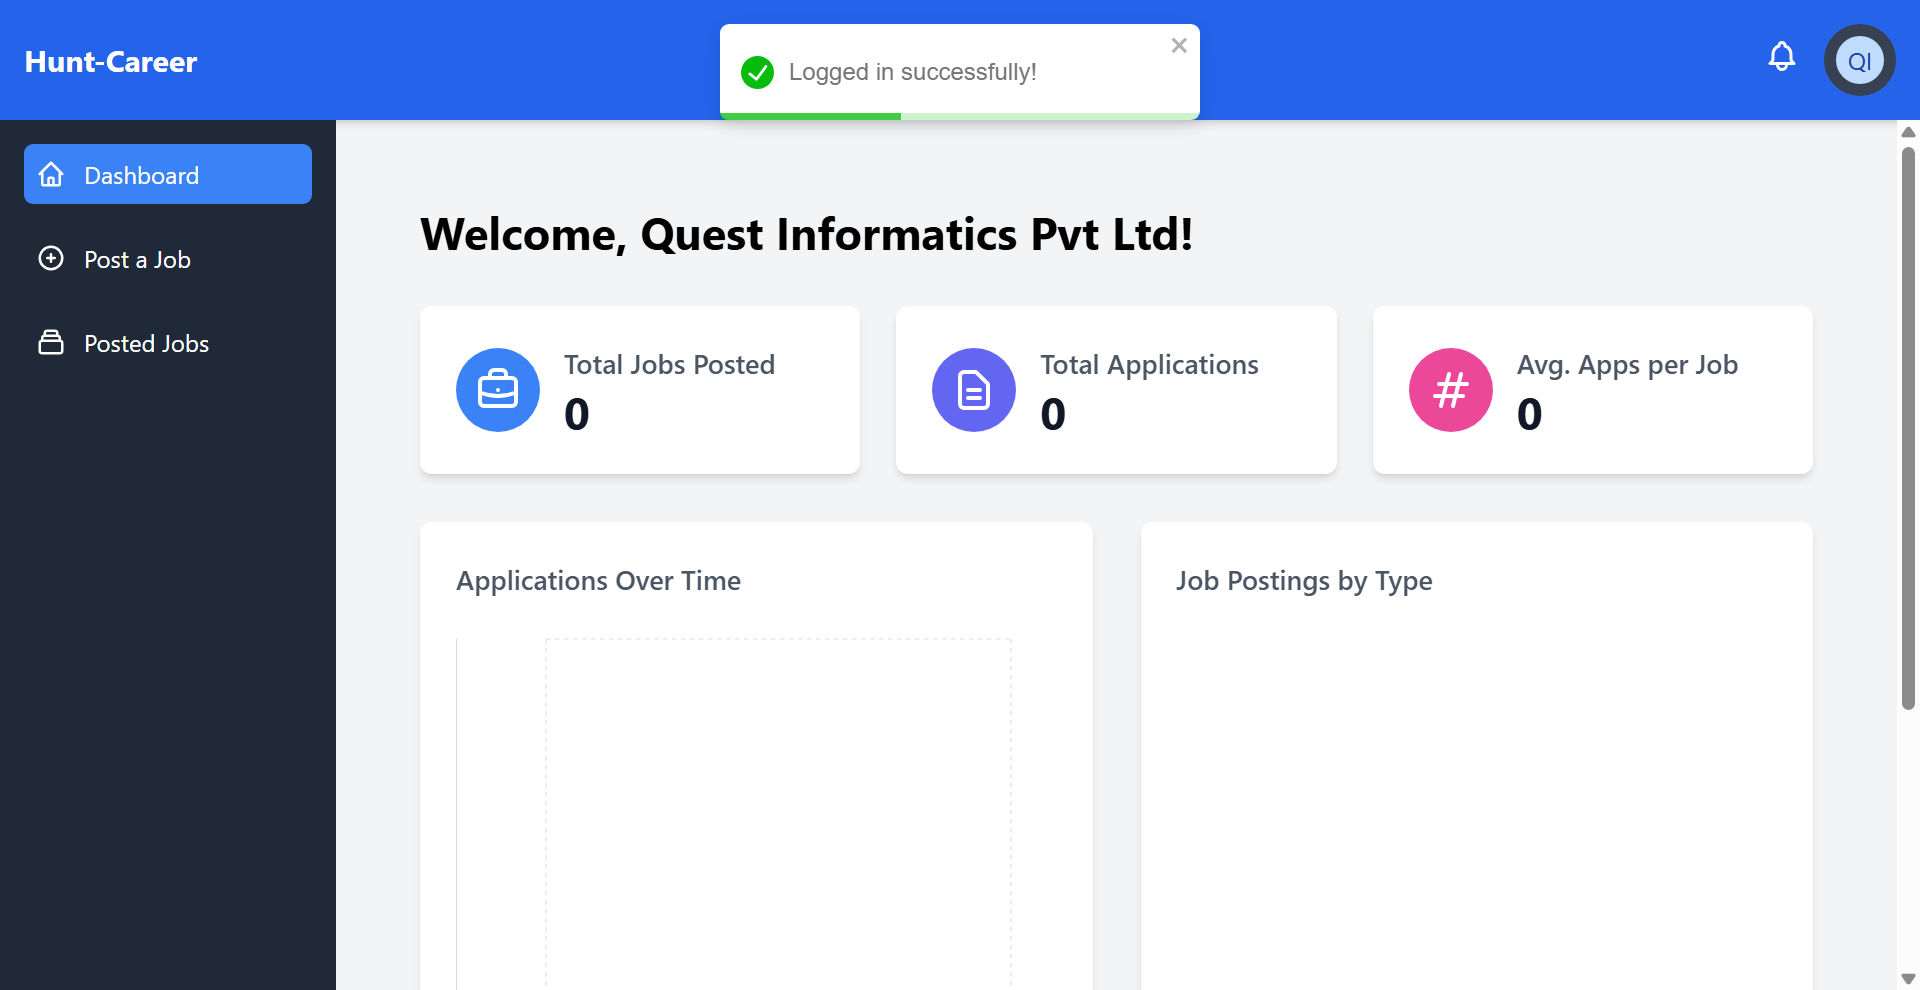 Hunt-Career
Logged in successfully!
QI
Dashboard
Post a Job
Posted Jobs
Welcome, Quest Informatics Pvt Ltd!
Total Jobs Posted
0
Total Applications
0
Avg. Apps per Job
0
Applications Over Time
Job Postings by Type